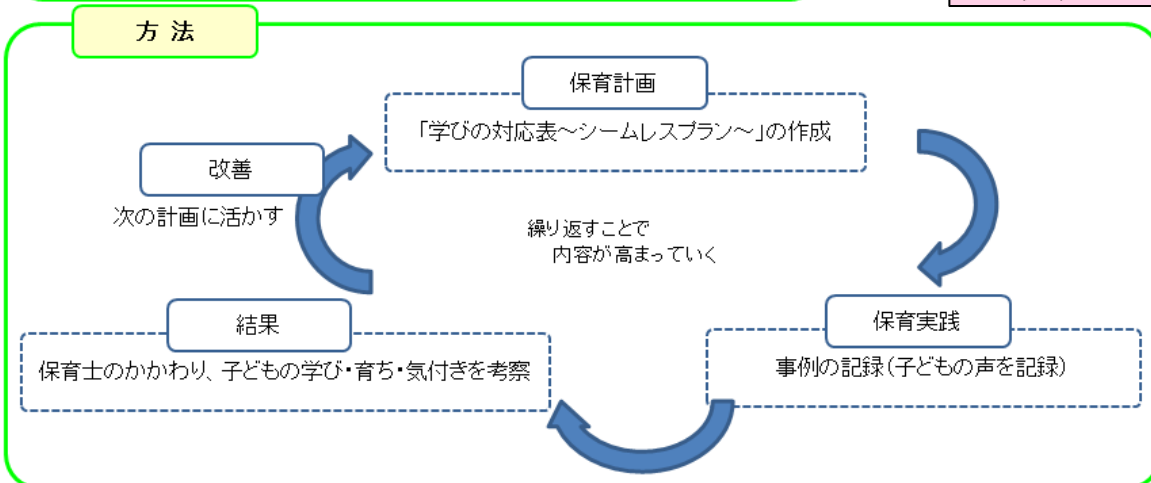 方 法
保育計画
「学びの対応表～シームレスプラン～」の作成
改善
次の計画に活かす
繰り返すことで
内容が高まっていく
結果
保育士のかかわり、子どもの学び・育ち・気付きを考察
保育実践
事例の記録(子どもの声を記録)